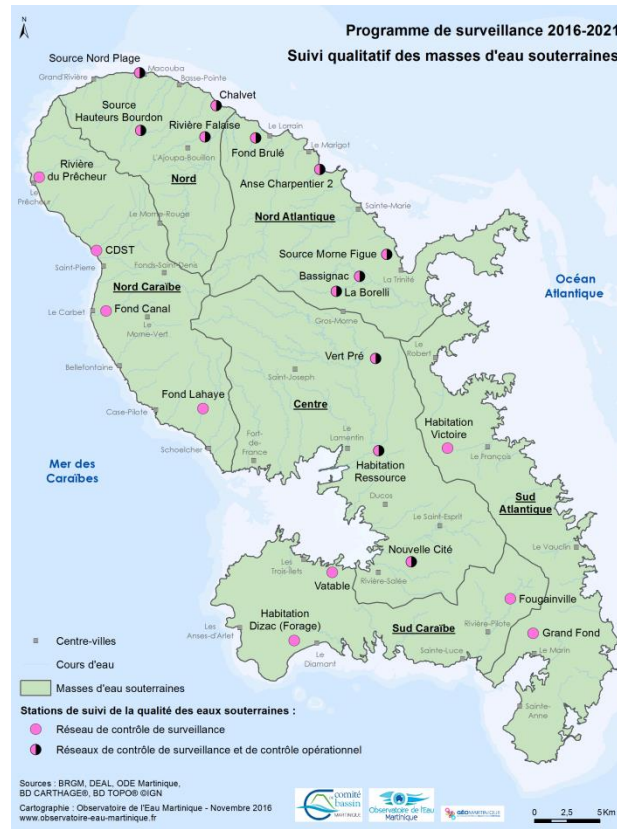 Programme de surveillance 2016-2021
Suivi qualitatif des masses d'eau souterraines
N
Source Nord Plage
Macouba
Grand'Rivière
Basse-Pointe
Chalvet
Source
Hauteurs Bourdon
Rivière Falaise
Le Lorrain
Fond Brûlé
Le Marigot
L'Ajoupa-Bouillon
Rivière
du Prêcheur
Le
Prêcheur
Nord
Anse Charpentier 2
Sainte-Marie
Le Morne-Rouge
Nord Atlantique
CDST
Source Morne Figue
Saint-Pierre
Fonds-Saint-Denis
Bassignac
La Trinité
Océan
Atlantique
Nord Caraïbe
La Borelli
Le Carbet
Fond Canal
Le
Morne-Vert
Gros-Morne
Vert Pré
Le
Robert
Bellefontaine
Saint-Joseph
Fond Lahaye
Centre
Case-Pilote
Habitation
Victoire
Le
Lamentin
Fort-
de-
France
Schoelcher
Le François
Habitation
Ressource
Mer des
Caraïbes
Ducos
Sud
Atlantique
Le Saint-Esprit
Nouvelle Cité
Le Vauclin
Les
Trois-Îlets
Vatable
Rivière-Salée
Fougainville
Habitation
Dizac (Forage)
Les
Anses-d'Arlet
Sud Caraïbe
Rivière-Pilote
Grand Fond
Le
Diamant
Sainte-Luce
Le Marin
Sainte-
Anne
Centre-villes
Cours d'eau
Masses d'eau souterraines
Stations de suivi de la qualité des eaux souterraines :
Réseau de contrôle de surveillance
Réseaux de contrôle de surveillance et de contrôle opérationnel
Sources : BRGM, DEAL, ODE Martinique,
BD CARTHAGE®, BD TOPO® ©IGN
Cartographie : Observatoire de l'Eau Martinique - Novembre 2016
www.observatoire-eau-martinique.fr
comité
bassin
MARTINIQUE
Observatoire de l'Eau
Martinique
GÉOMARTINIQUE
0 2,5 5Km